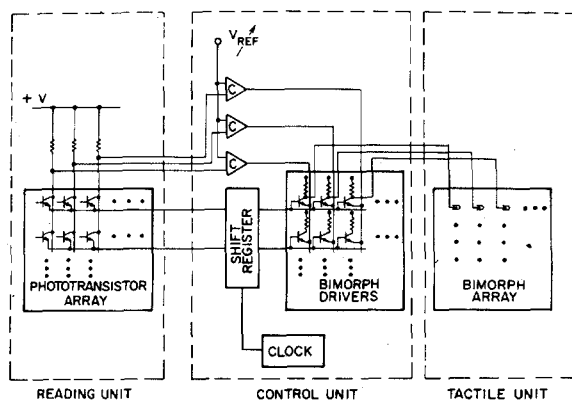 V REF
+ V
C
C
C
PHOTOTRANSISTOR
ARRAY
SHIFT
REGISTER
BIMORPH
DRIVERS
BIMORPH
ARRAY
CLOCK
READING UNIT
CONTROL UNIT
TACTILE UNIT